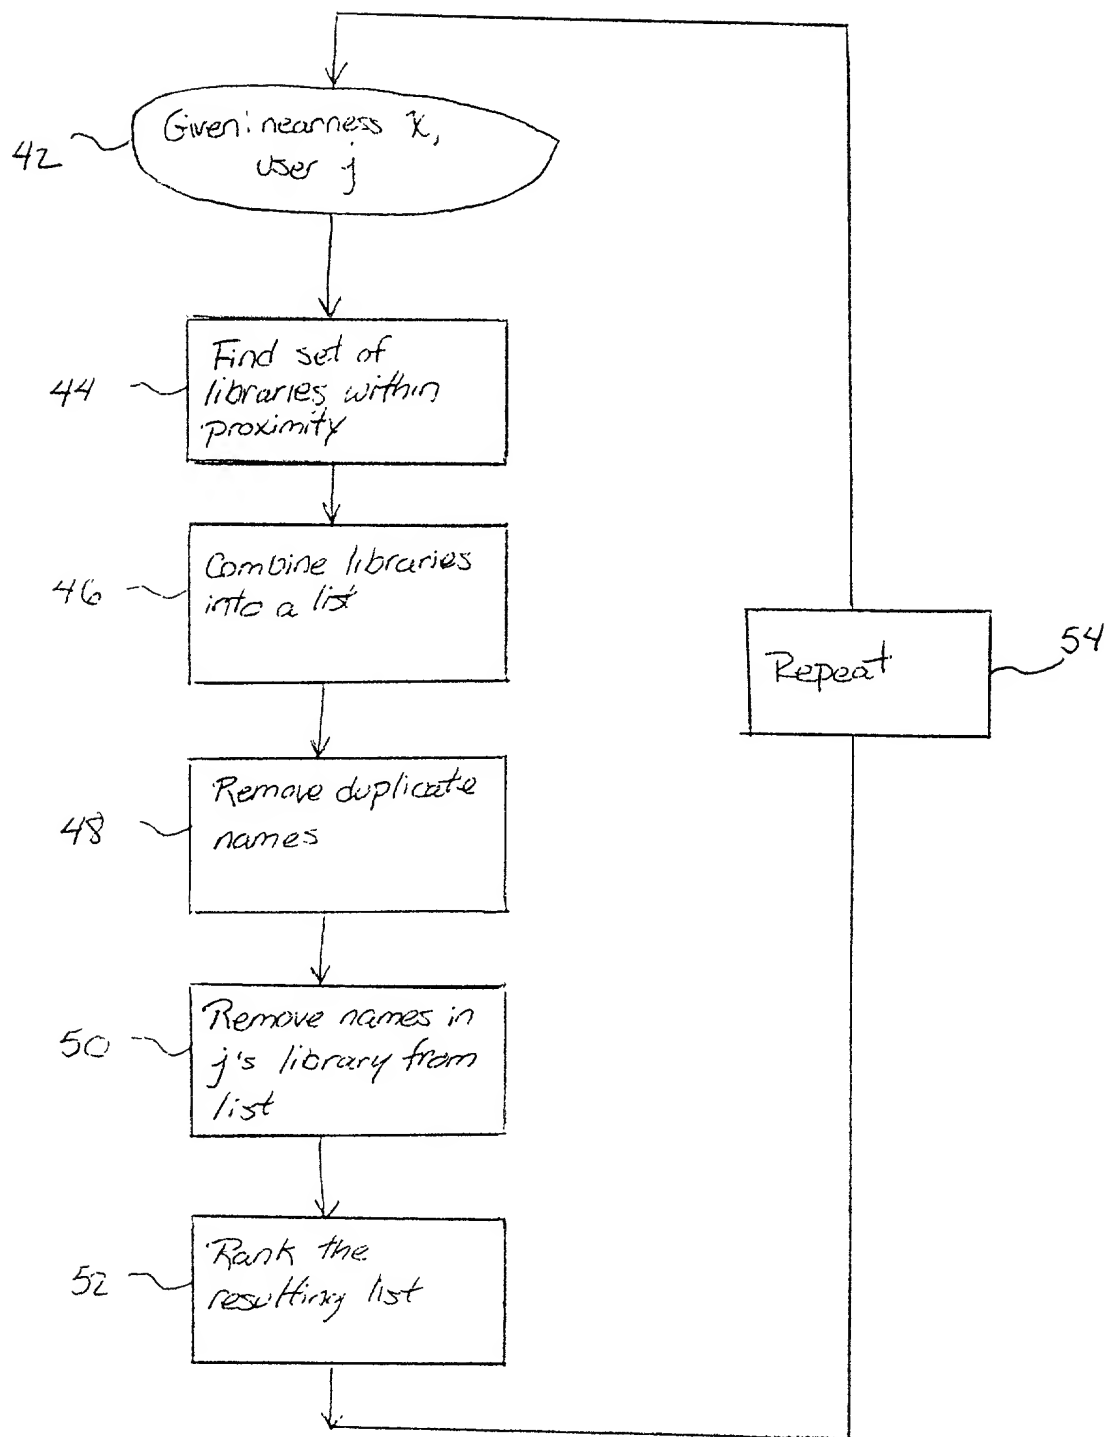 42
Given: nearness x,
user j
44
Find set of
libraries within
proximity
46
Combine libraries
into a list
48
Remove duplicate
names
50
Remove names in
j's library from
list
52
Rank the
resulting list
Repeat
54